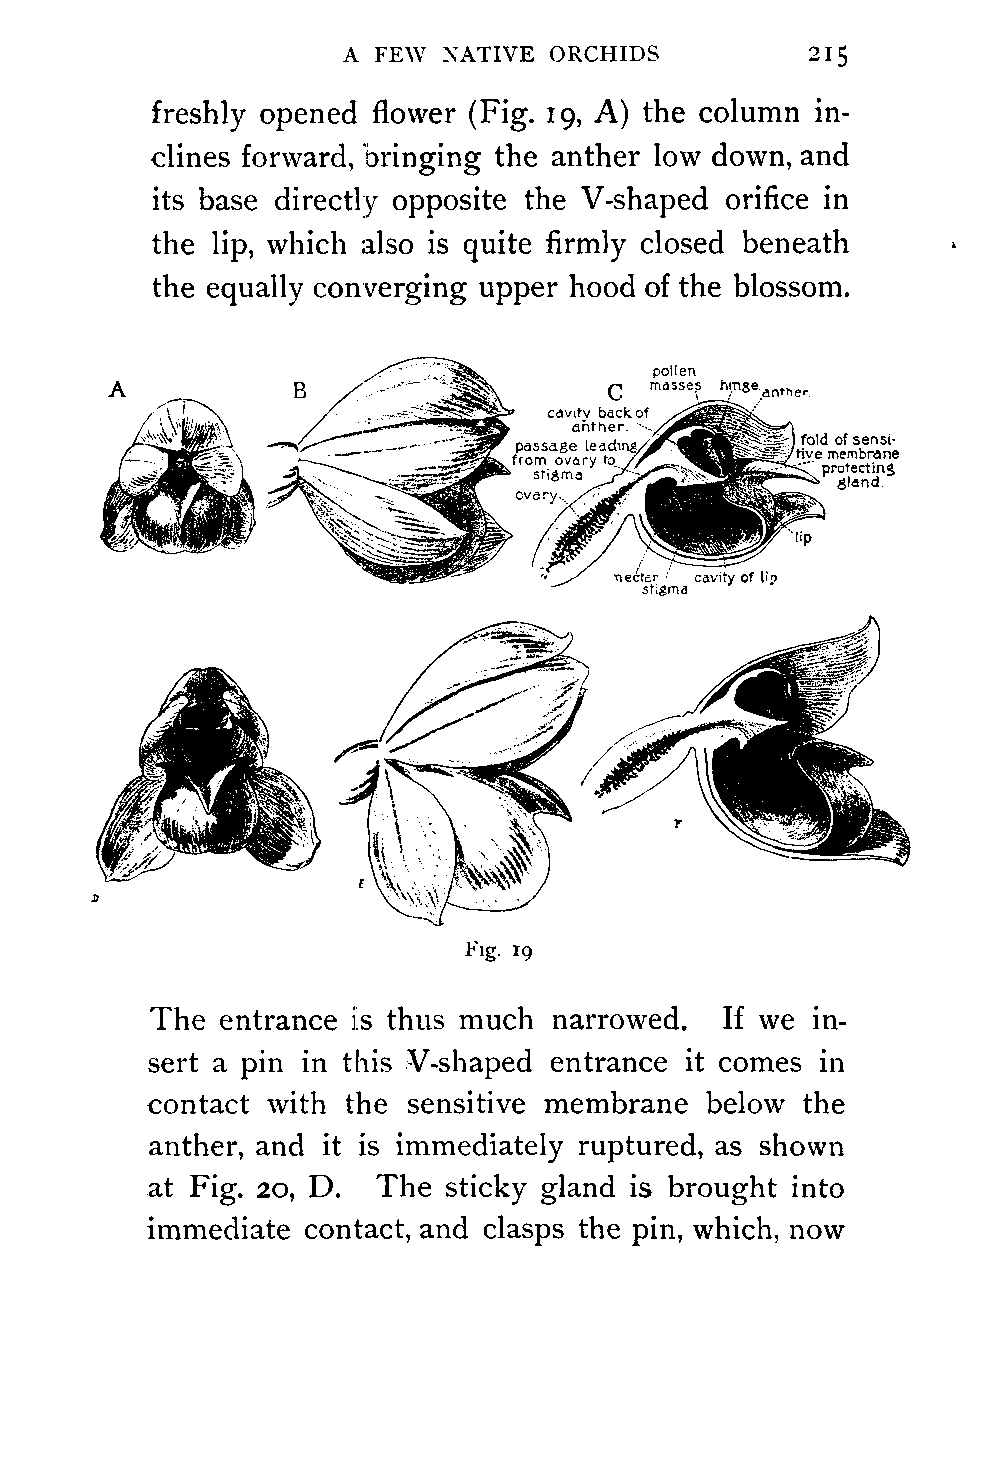 A FEW NATIVE ORCHIDS 215
freshly opened flower (Fig. 19, A) the column in-
clines forward, bringing the anther low down, and
its base directly opposite the V-shaped orifice in
the lip, which also is quite firmly closed beneath
the equally converging upper hood of the blossom.
A
B
C
pollen
masses
hinge
anther.
cavity back of
anther.
passage leading
from ovary to
stigma
ovary
fold of sensi-
tive membrane
protecting
gland.
lip
nectar
stigma
cavity of lip
D
E
F
Fig. 19
The entrance is thus much narrowed. If we in-
sert a pin in this V-shaped entrance it comes in
contact with the sensitive membrane below the
anther, and it is immediately ruptured, as shown
at Fig. 20, D. The sticky gland is brought into
immediate contact, and clasps the pin, which, now